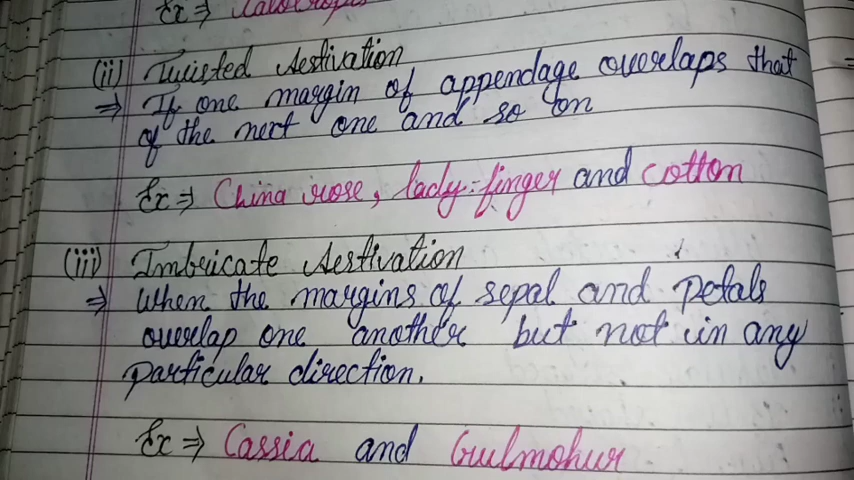 Ex ⇒ Calotropis
(ii) Twisted Aestivation
⇒ If one margin of appendage overlaps that
of the next one and so on
Ex ⇒ China rose, lady-finger and cotton
(iii) Imbricate Aestivation
⇒ When the margins of sepal and Petals
overlap one another but not in any
particular direction.
Ex ⇒ Cassia and Gulmohur